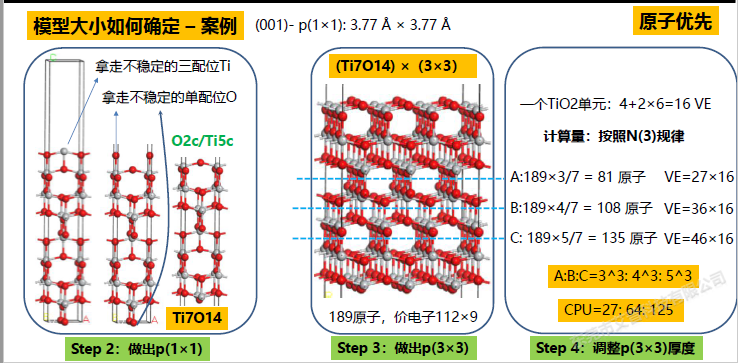 模型大小如何确定 – 案例
(001)- p(1×1): 3.77 Å × 3.77 Å
原子优先
拿走不稳定的三配位Ti
拿走不稳定的单配位O
O2c/Ti5c
Ti7O14
Step 2：做出p(1×1)
(Ti7O14) ×（3×3）
189原子，价电子112×9
Step 3：做出p(3×3)
一个TiO2单元：4+2×6=16 VE
计算量：按照N(3)规律
A:189×3/7 = 81 原子 VE=27×16
B:189×4/7 = 108 原子 VE=36×16
C: 189×5/7 = 135 原子 VE=46×16
A:B:C=3^3: 4^3: 5^3
CPU=27: 64: 125
Step 4：调整p(3×3)厚度